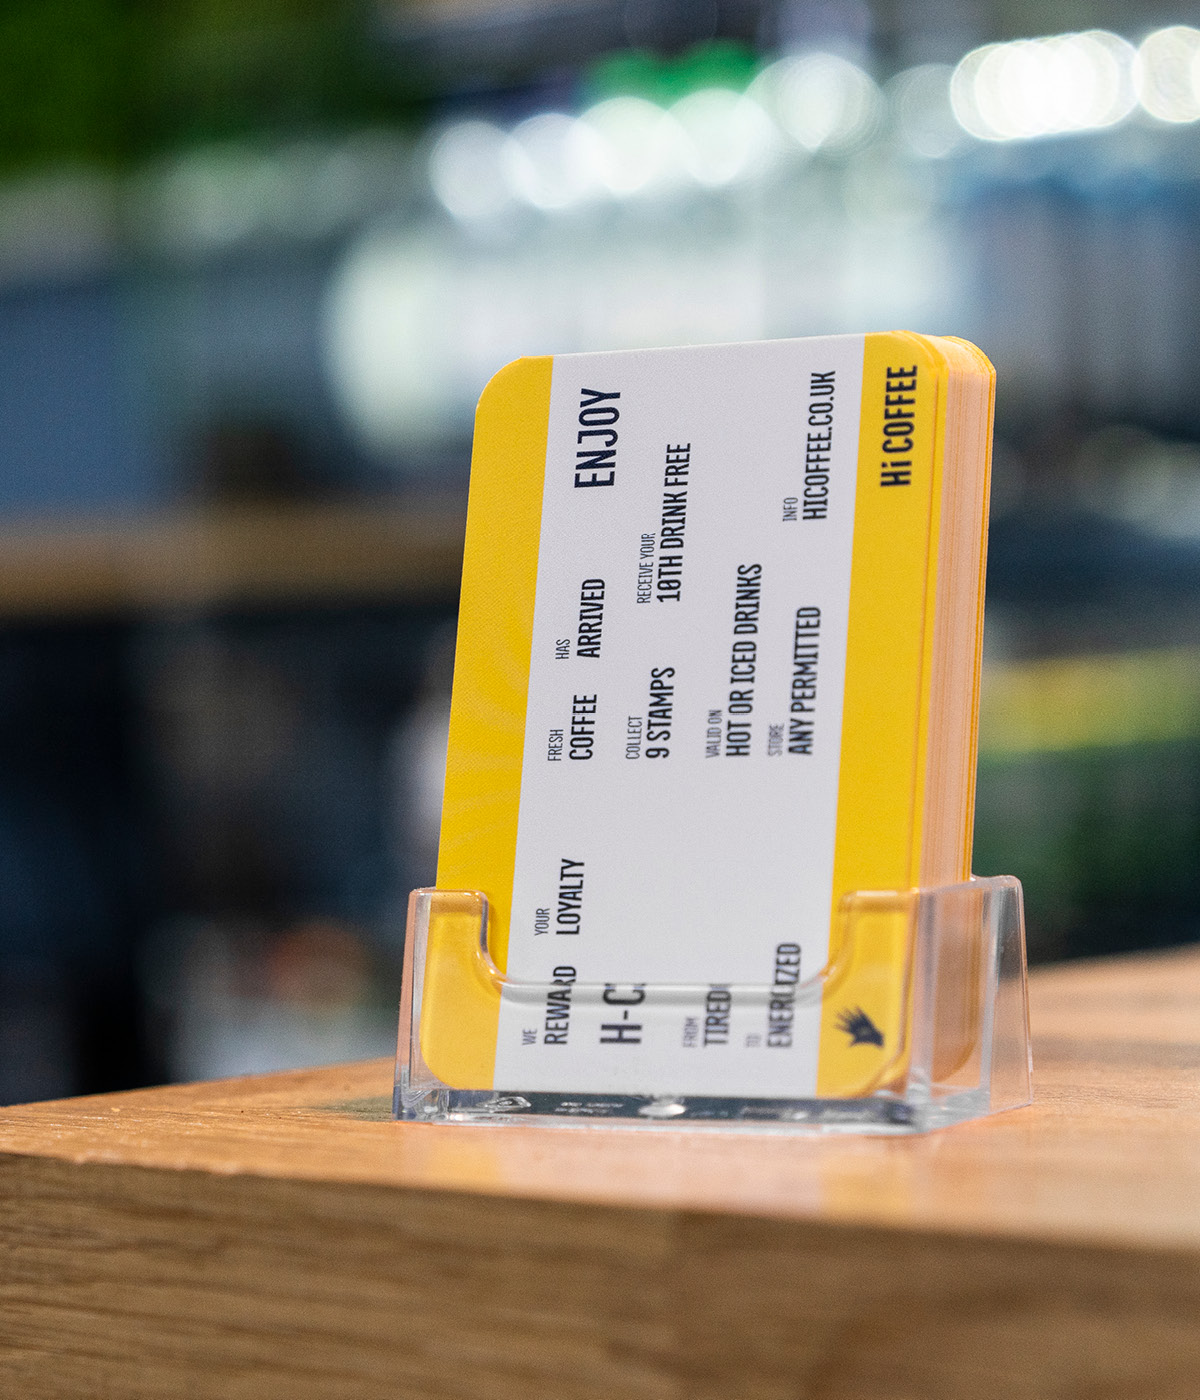 WE YOUR FRESH HAS
REWARD LOYALTY COFFEE ARRIVED ENJOY
COLLECT RECEIVE YOUR
9 STAMPS 10TH DRINK FREE
FROM VALID ON
TIRED HOT OR ICED DRINKS
TO STORE INFO
ENERGIZED ANY PERMITTED HICOFFEE.CO.UK
Hi COFFEE